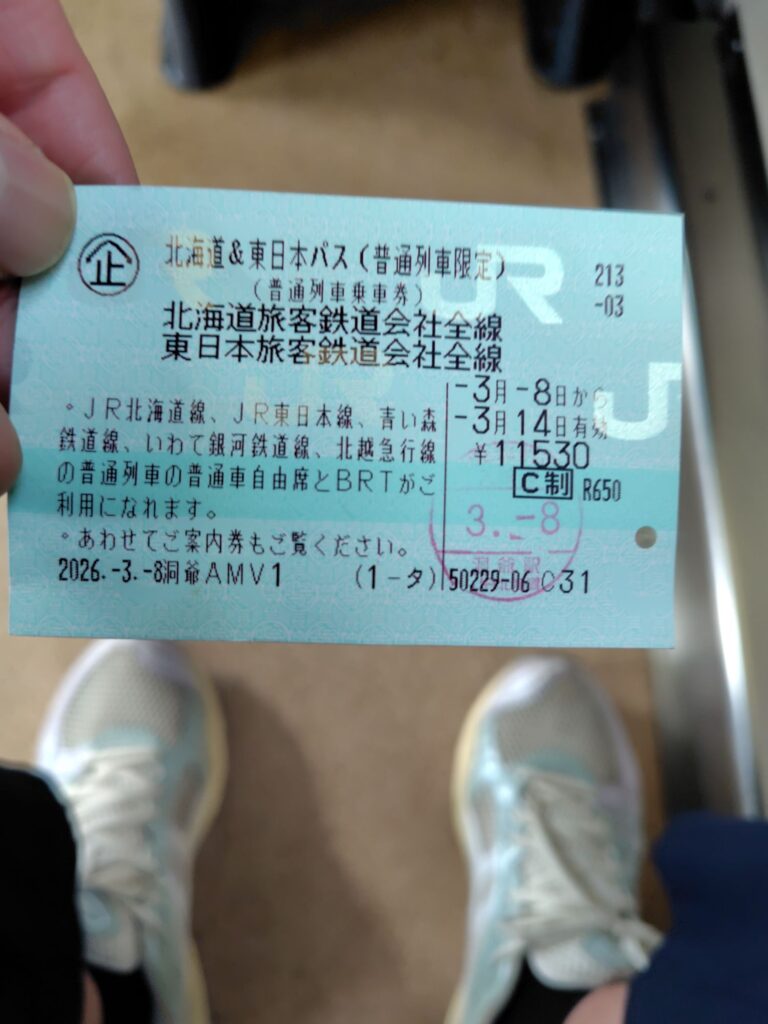 企
北海道&東日本パス(普通列車限定)
(普通列車乗車券)
213
-03
北海道旅客鉄道会社全線
東日本旅客鉄道会社全線
-3月-8日から
-3月14日有効
¥11530
C制 R650
・JR北海道線、JR東日本線、青い森
鉄道線、いわて銀河鉄道線、北越急行線
の普通列車の普通車自由席とBRTがご
利用になれます。
・あわせてご案内券もご覧ください。
3.-8
洞爺駅
2026.-3.-8洞爺AMV1 (1-タ) 50229-06 031
JR